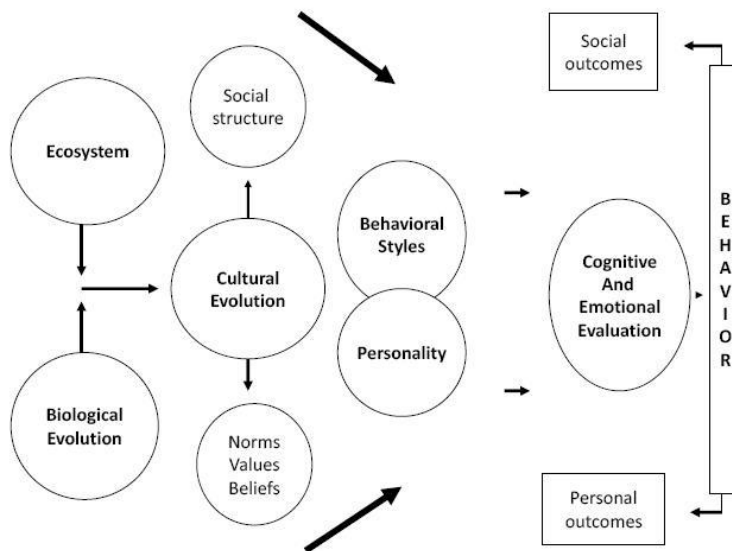 Ecosystem
Biological
Evolution
Social
structure
Cultural
Evolution
Norms
Values
Beliefs
Behavioral
Styles
Personality
Cognitive
And
Emotional
Evaluation
Social
outcomes
B
E
H
A
V
I
O
R
Personal
outcomes